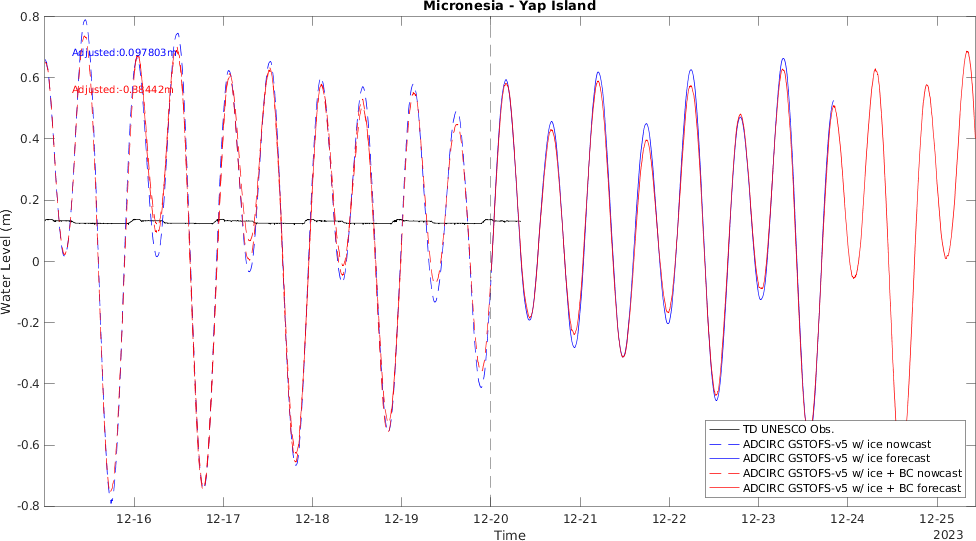 Micronesia - Yap Island
0.8
0.6
0.4
0.2
0
-0.2
-0.4
-0.6
-0.8
Water Level (m)
Adjusted:0.097803m
Adjusted:-0.38442m
TD UNESCO Obs.
ADCIRC GSTOFS-v5 w/ ice nowcast
ADCIRC GSTOFS-v5 w/ ice forecast
ADCIRC GSTOFS-v5 w/ ice + BC nowcast
ADCIRC GSTOFS-v5 w/ ice + BC forecast
12-16 12-17 12-18 12-19 12-20 12-21 12-22 12-23 12-24 12-25
Time
2023